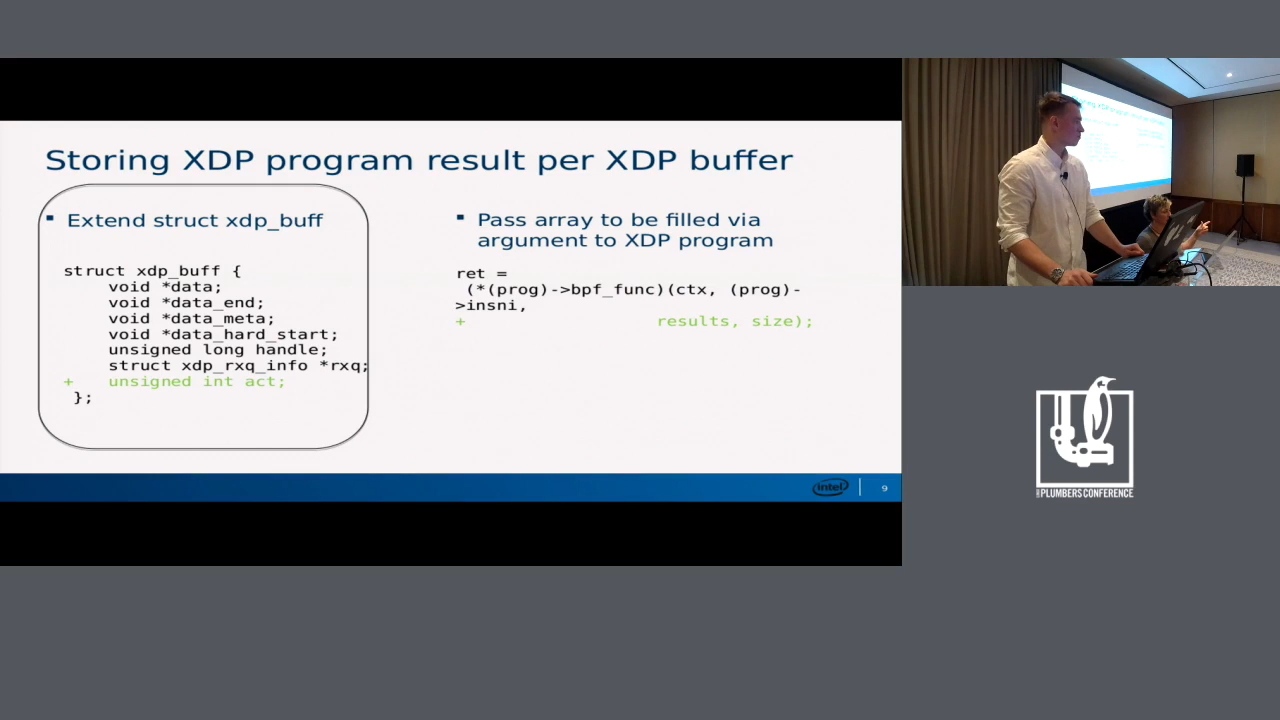 Storing XDP program result per XDP buffer
▪ Extend struct xdp_buff
struct xdp_buff {
void *data;
void *data_end;
void *data_meta;
void *data_hard_start;
unsigned long handle;
struct xdp_rxq_info *rxq;
+ unsigned int act;
};
▪ Pass array to be filled via
argument to XDP program
ret =
(*(prog)->bpf_func)(ctx, (prog)-
>insni,
+ results, size);
intel
9
PLUMBERS CONFERENCE